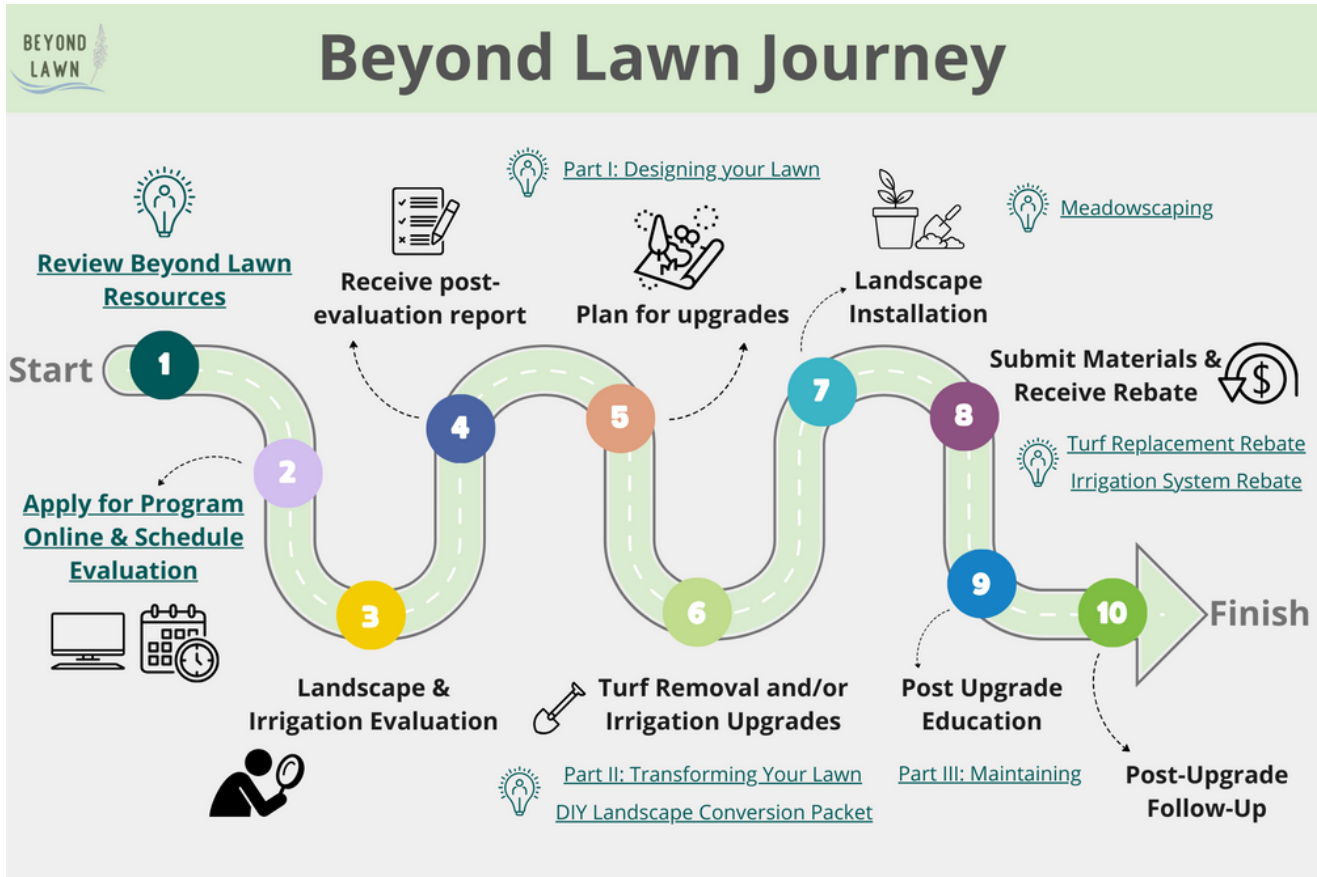 BEYOND
LAWN
Beyond Lawn Journey
Start
1
Review Beyond Lawn
Resources
2
Apply for Program
Online & Schedule
Evaluation
3
Landscape &
Irrigation Evaluation
4
Receive post-
evaluation report
5
Plan for upgrades
Part I: Designing your Lawn
6
Turf Removal and/or
Irrigation Upgrades
Part II: Transforming Your Lawn
DIY Landscape Conversion Packet
7
Landscape
Installation
Meadowscaping
8
Submit Materials &
Receive Rebate
$
Turf Replacement Rebate
Irrigation System Rebate
9
Post Upgrade
Education
Part III: Maintaining
10
Post-Upgrade
Follow-Up
Finish